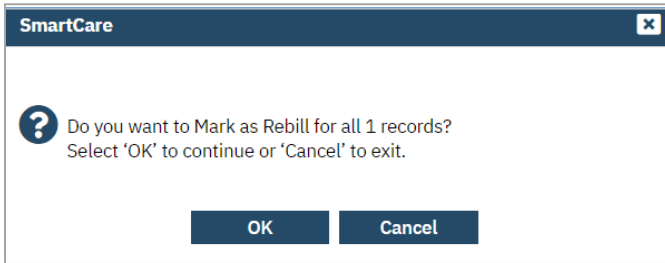 SmartCare
Do you want to Mark as Rebill for all 1 records?
Select ‘OK’ to continue or ‘Cancel’ to exit.
OK Cancel